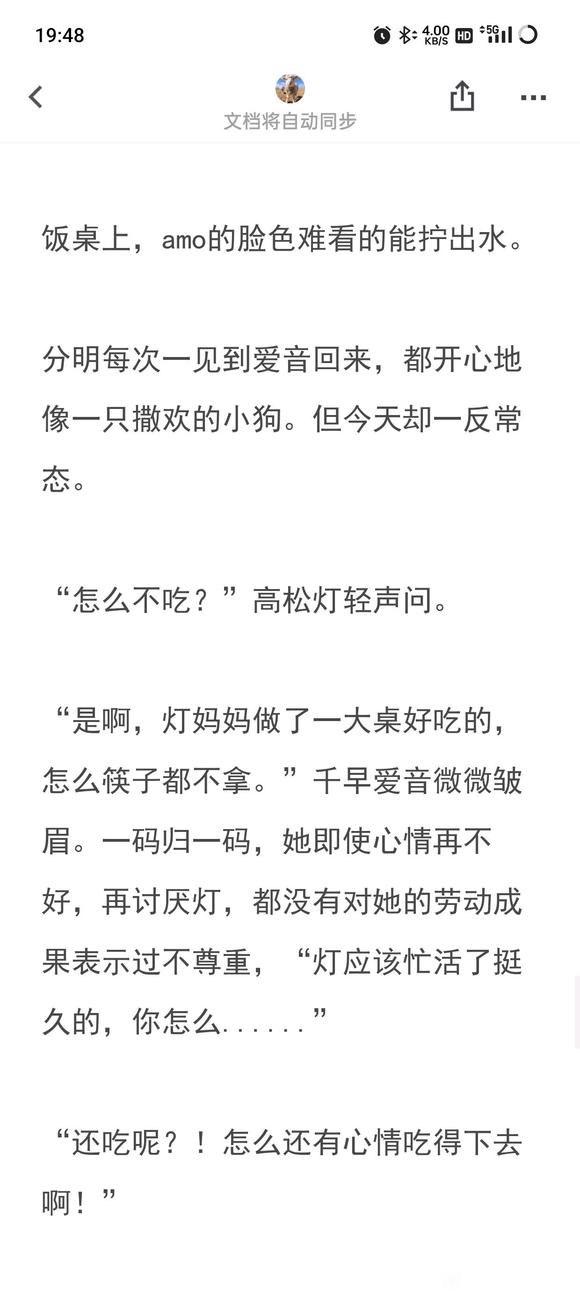 19:48
4.00 KB/S HD 5G
文档将自动同步
饭桌上，amo的脸色难看的能拧出水。
分明每次一见到爱音回来，都开心地
像一只撒欢的小狗。但今天却一反常
态。
“怎么不吃？”高松灯轻声问。
“是啊，灯妈妈做了一大桌好吃的，
怎么筷子都不拿。”千早爱音微微皱
眉。一码归一码，她即使心情再不
好，再讨厌灯，都没有对她的劳动成
果表示过不尊重，“灯应该忙活了挺
久的，你怎么......”
“还吃呢？！怎么还有心情吃得下去
啊！”